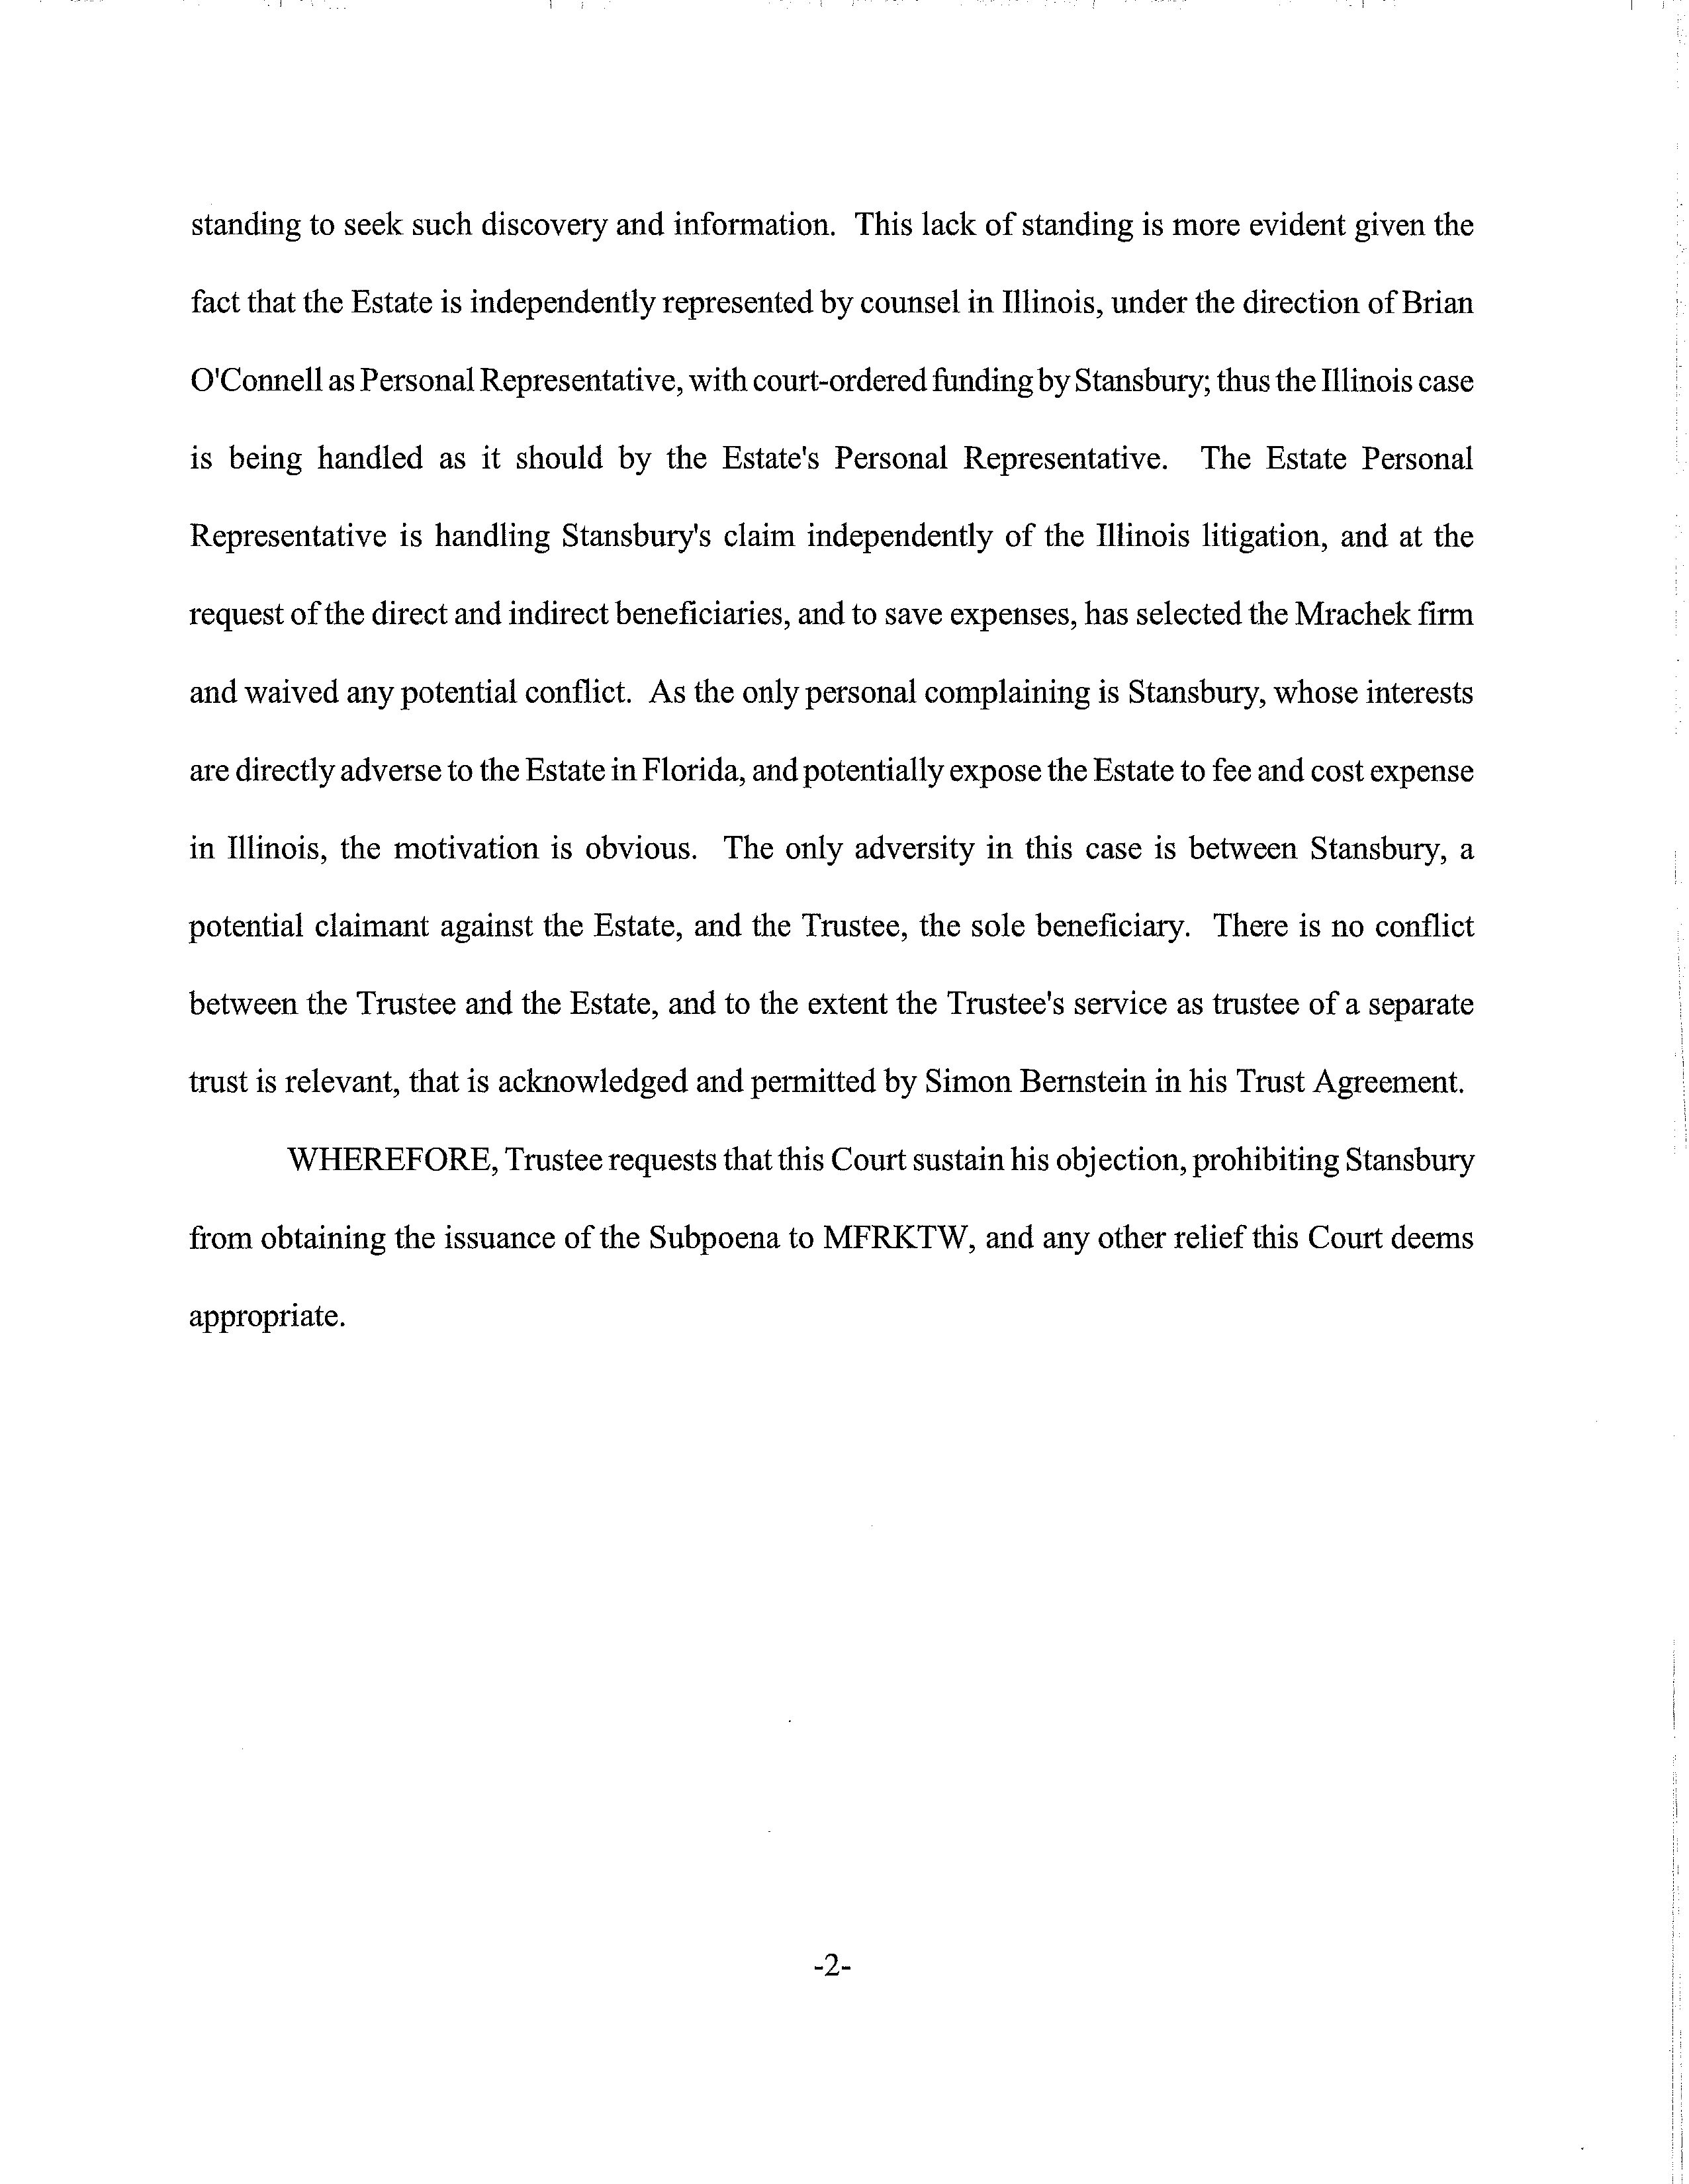 standing to seek such discovery and information. This lack of standing is more evident given the
fact that the Estate is independently represented by counsel in Illinois, under the direction of Brian
O'Connell as Personal Representative, with court-ordered funding by Stansbury; thus the Illinois case
is being handled as it should by the Estate's Personal Representative. The Estate Personal
Representative is handling Stansbury's claim independently of the Illinois litigation, and at the
request of the direct and indirect beneficiaries, and to save expenses, has selected the Mrachek firm
and waived any potential conflict. As the only personal complaining is Stansbury, whose interests
are directly adverse to the Estate in Florida, and potentially expose the Estate to fee and cost expense
in Illinois, the motivation is obvious. The only adversity in this case is between Stansbury, a
potential claimant against the Estate, and the Trustee, the sole beneficiary. There is no conflict
between the Trustee and the Estate, and to the extent the Trustee's service as trustee of a separate
trust is relevant, that is acknowledged and permitted by Simon Bernstein in his Trust Agreement.
WHEREFORE, Trustee requests that this Court sustain his objection, prohibiting Stansbury
from obtaining the issuance of the Subpoena to MFRKTW, and any other relief this Court deems
appropriate.
-2-